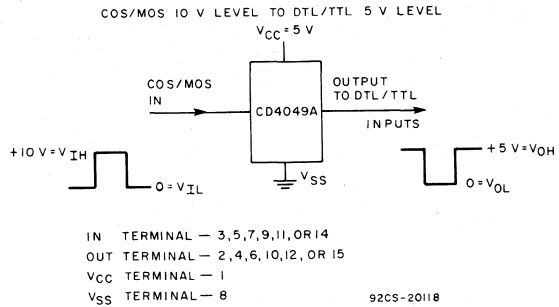 COS/MOS 10 V LEVEL TO DTL/TTL 5 V LEVEL
VCC = 5 V
COS/MOS
IN
CD4049A
OUTPUT
TO DTL/TTL
INPUTS
+10 V = VIH
0 = VIL
VSS
+5 V = VOH
0 = VOL
IN TERMINAL — 3,5,7,9,11, OR 14
OUT TERMINAL — 2,4,6,10,12, OR 15
VCC TERMINAL — 1
VSS TERMINAL — 8
92CS-20118